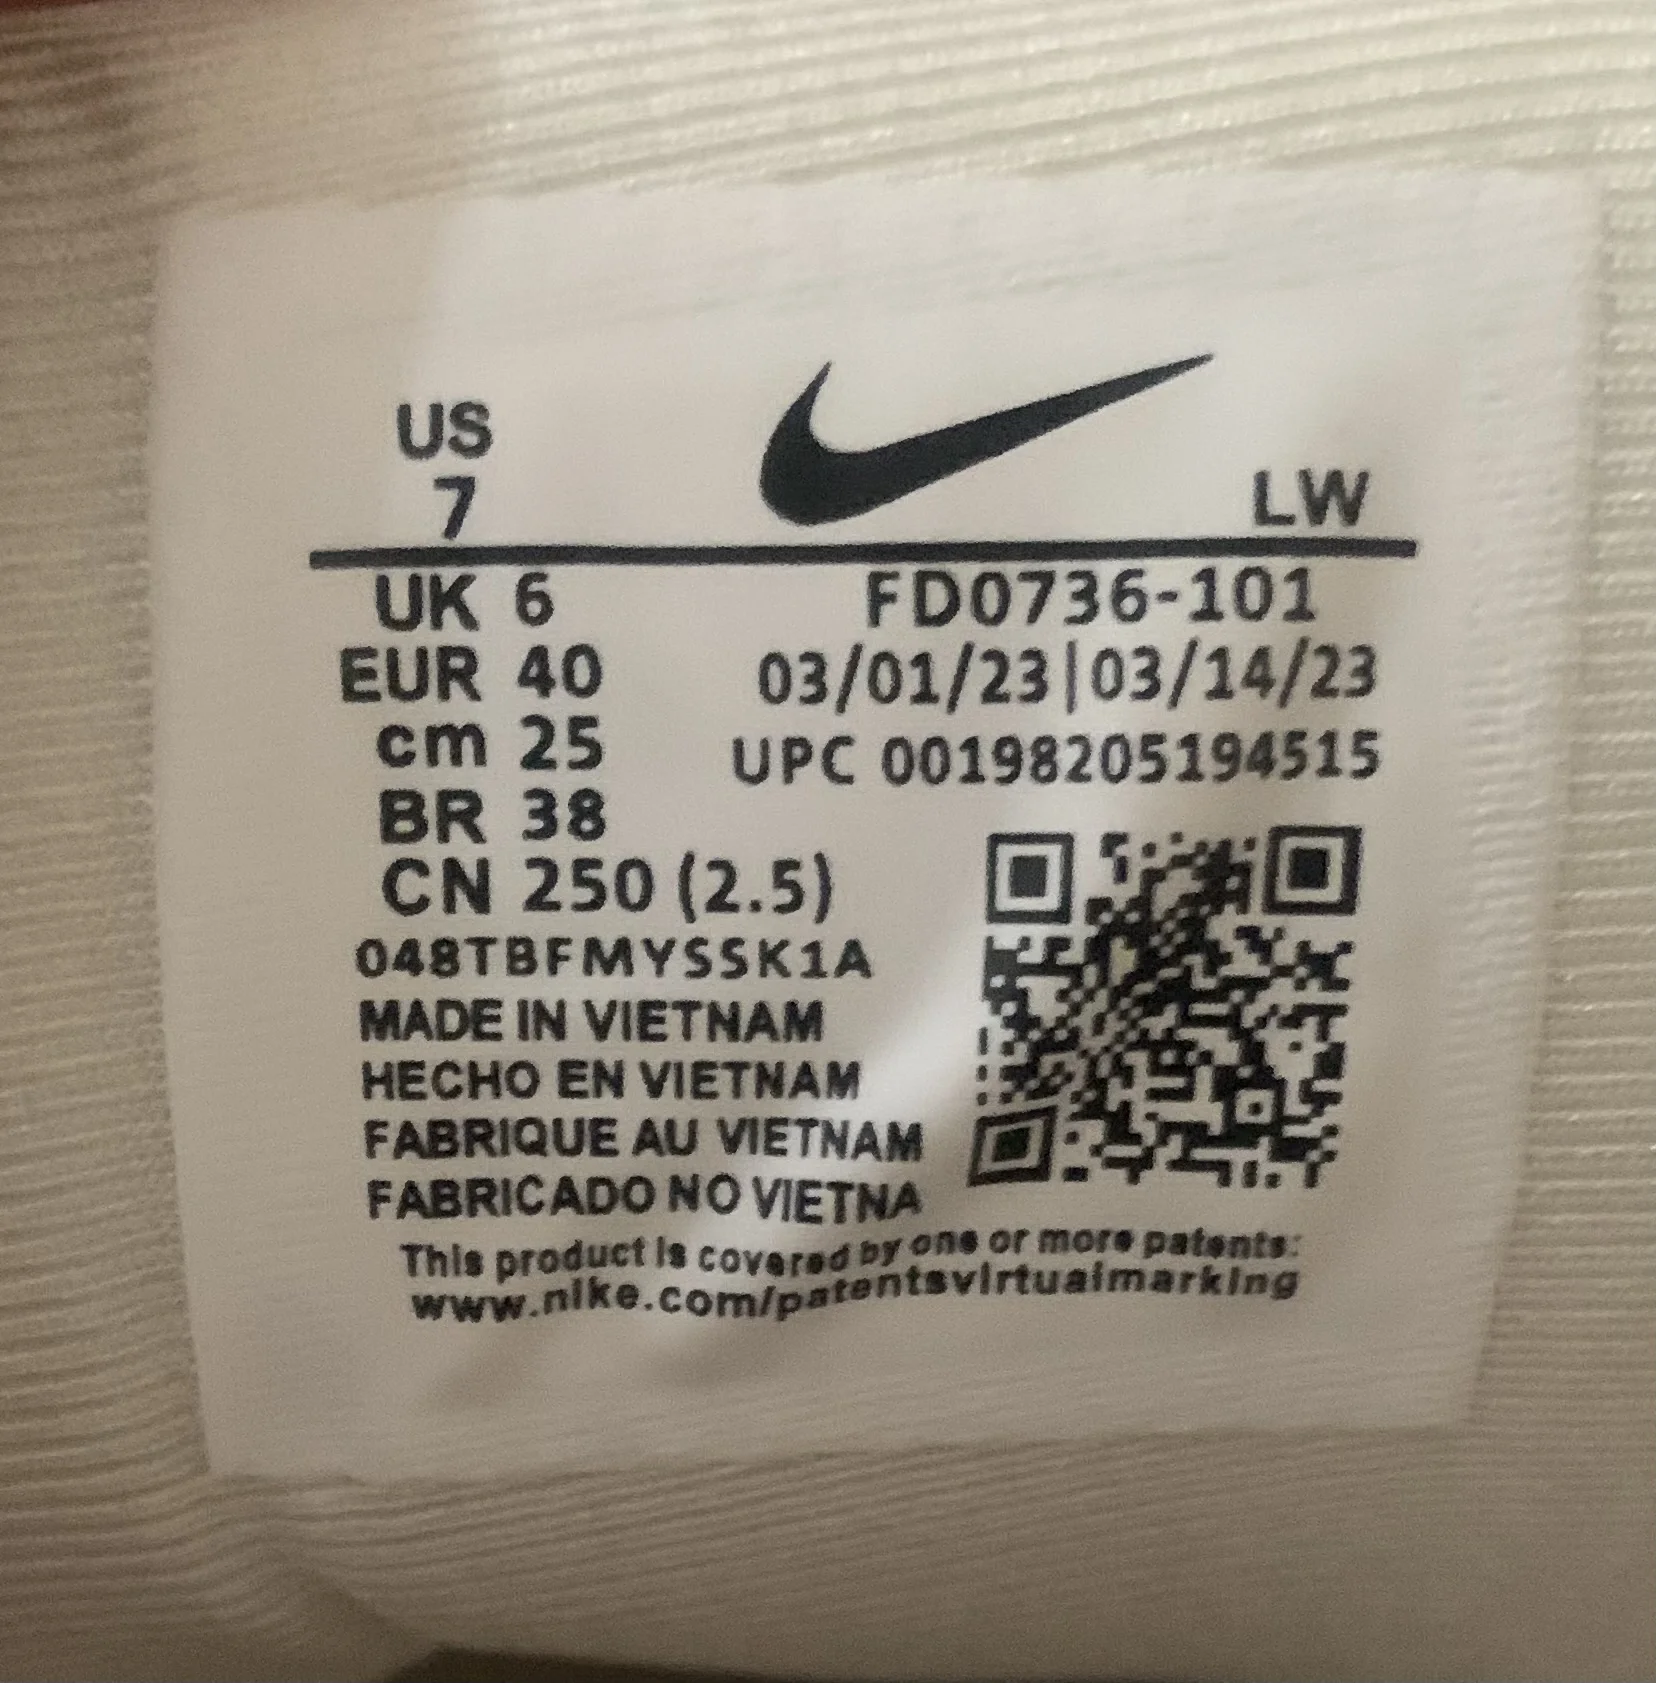 US
7
LW
UK 6
FD0736-101
EUR 40
03/01/23|03/14/23
cm 25
UPC 00198205194515
BR 38
CN 250 (2.5)
048TBFMYSSK1A
MADE IN VIETNAM
HECHO EN VIETNAM
FABRIQUE AU VIETNAM
FABRICADO NO VIETNA
This product is covered by one or more patents:
www.nike.com/patentsvirtualmarking